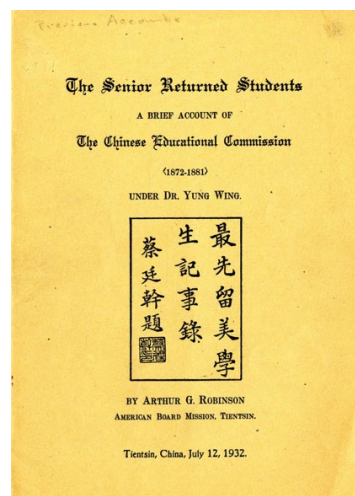 Previous Accounts
The Senior Returned Students
A BRIEF ACCOUNT OF
The Chinese Educational Commission
(1872-1881)
UNDER DR. YUNG WING.
最先留美學
生記事錄
蔡廷幹題
BY ARTHUR G. ROBINSON
AMERICAN BOARD MISSION, TIENTSIN.
Tientsin, China, July 12, 1932.